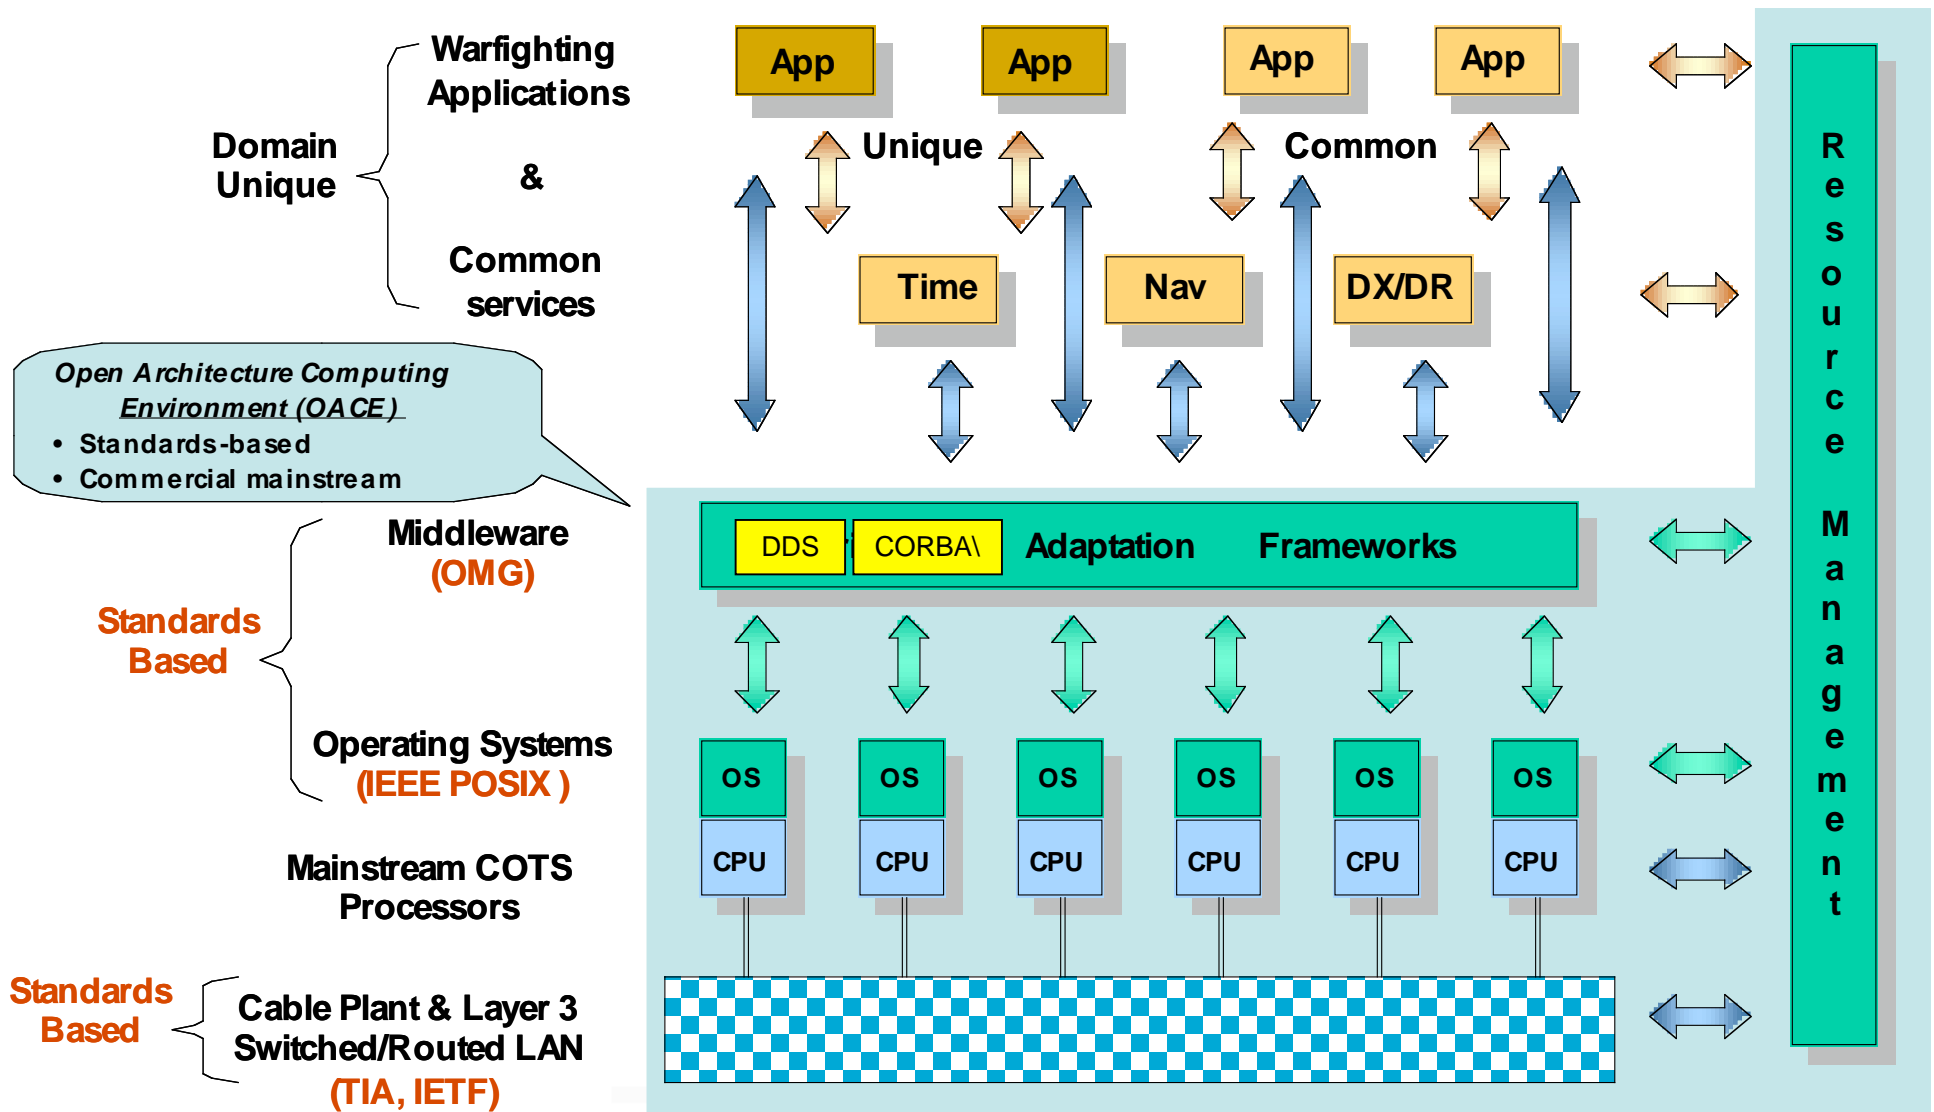 Warfighting
Applications
&
Common
services
Domain
Unique
App
App
App
App
Unique
Common
Time
Nav
DX/DR
Open Architecture Computing
Environment (OACE)
• Standards-based
• Commercial mainstream
Middleware
(OMG)
DDS
CORBA\
Adaptation Frameworks
Standards
Based
Operating Systems
(IEEE POSIX )
OS OS OS OS OS OS
Mainstream COTS
Processors
CPU CPU CPU CPU CPU CPU
Standards
Based
Cable Plant & Layer 3
Switched/Routed LAN
(TIA, IETF)
Resource Management